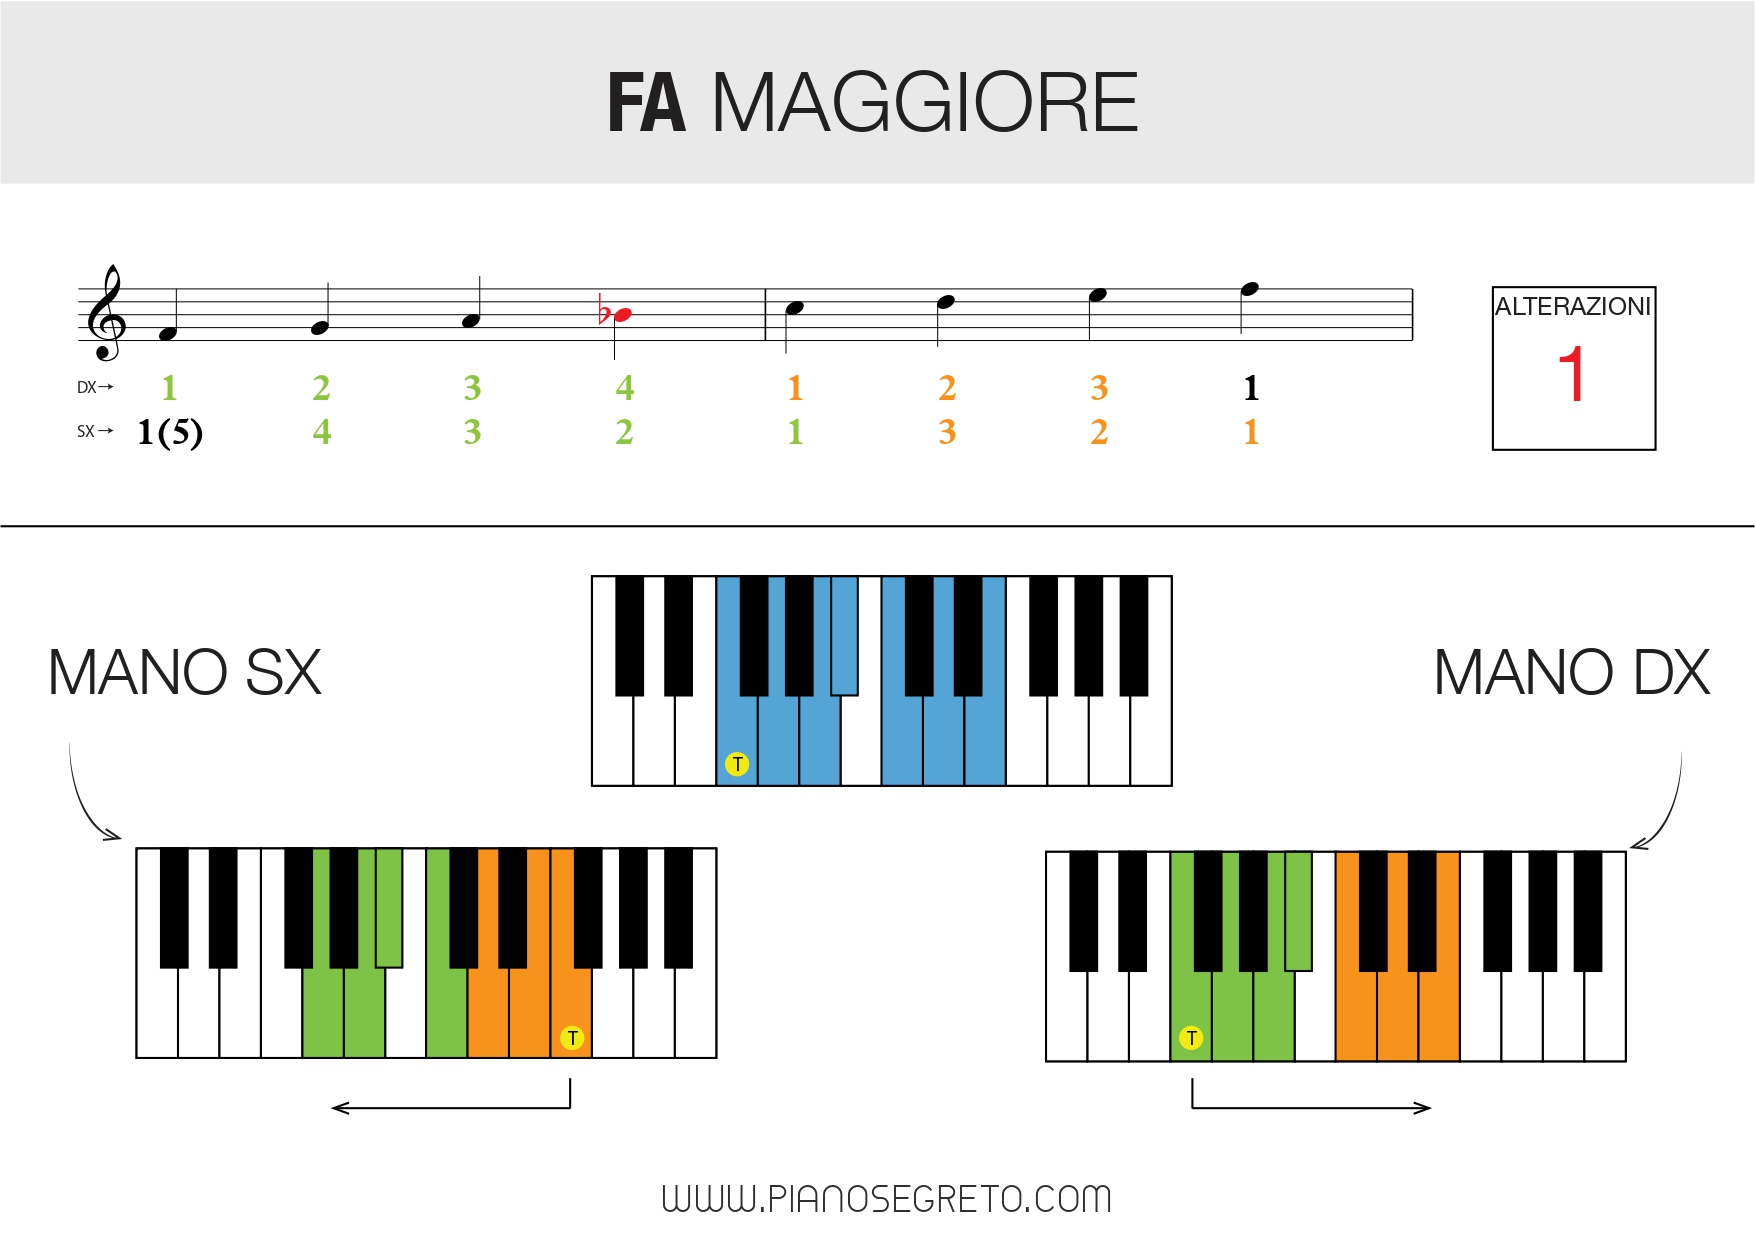 FA MAGGIORE
ALTERAZIONI
1
DX→ 1 2 3 4 1 2 3 1
SX→ 1(5) 4 3 2 1 3 2 1
MANO SX
MANO DX
T
T
T
WWW.PIANOSEGRETO.COM